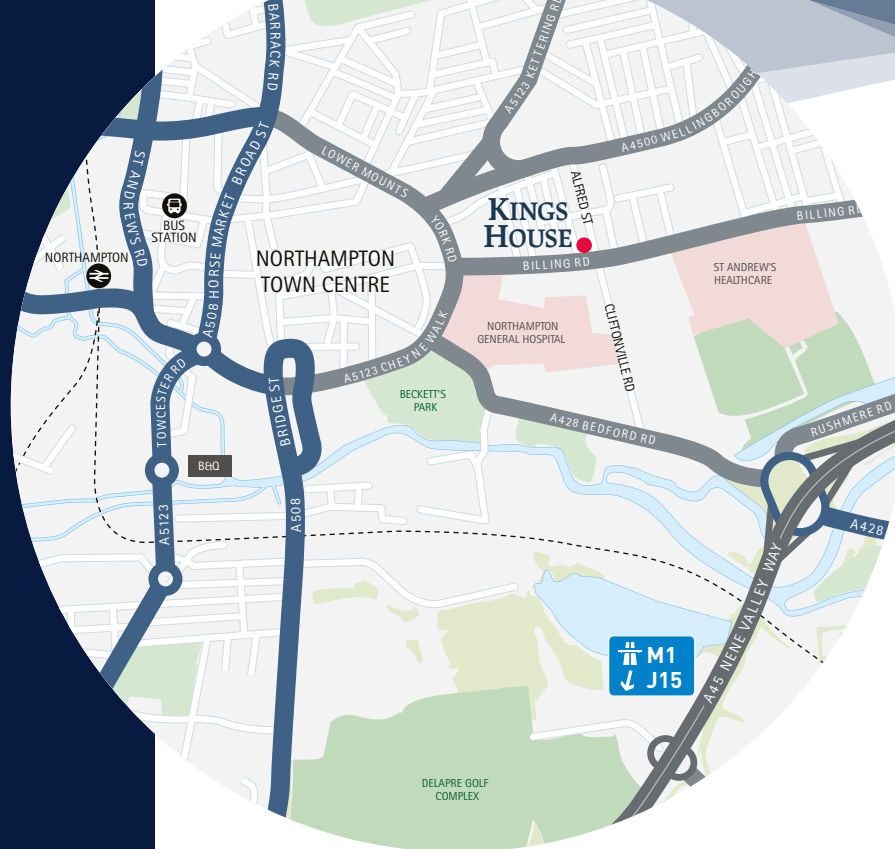 BARRACK RD
A5123 KETTERING RD
A4500 WELLINGBOROUGH
ST ANDREW'S RD
BROAD ST
LOWER MOUNTS
ALFRED ST
BUS
STATION
KINGS
HOUSE
YORK RD
BILLING RD
BILLING RD
NORTHAMPTON
A508 HORSE MARKET
NORTHAMPTON
TOWN CENTRE
ST ANDREW'S
HEALTHCARE
NORTHAMPTON
GENERAL HOSPITAL
CLIFTONVILLE RD
A5123 CHEYNE WALK
TOWCESTER RD
BRIDGE ST
BECKETT'S
PARK
A428 BEDFORD RD
RUSHMERE RD
B&Q
A5123
A508
A428
A45 NENE VALLEY WAY
M1
J15
DELAPRE GOLF
COMPLEX